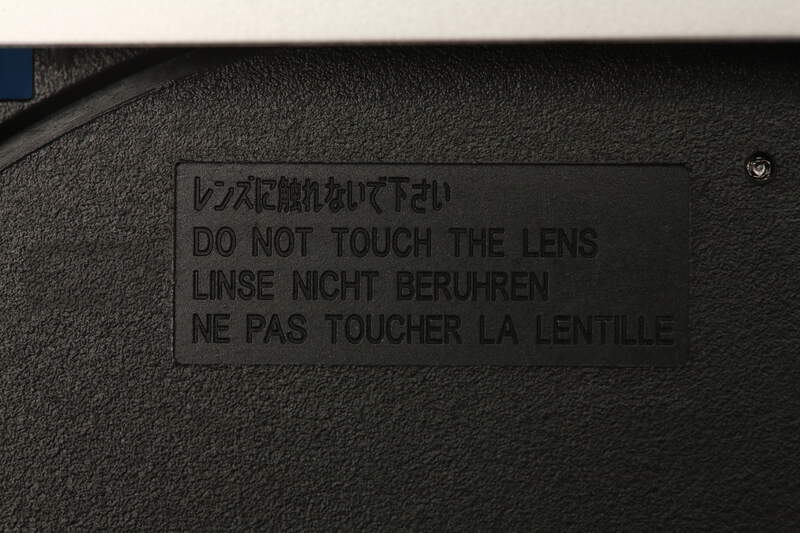 レンズに触れないで下さい
DO NOT TOUCH THE LENS
LINSE NICHT BERUHREN
NE PAS TOUCHER LA LENTILLE